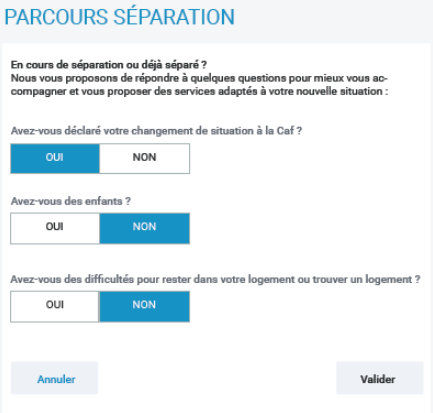 PARCOURS SÉPARATION
En cours de séparation ou déjà séparé ?
Nous vous proposons de répondre à quelques questions pour mieux vous ac-
compagner et vous proposer des services adaptés à votre nouvelle situation :
Avez-vous déclaré votre changement de situation à la Caf ?
OUI NON
Avez-vous des enfants ?
OUI NON
Avez-vous des difficultés pour rester dans votre logement ou trouver un logement ?
OUI NON
Annuler Valider